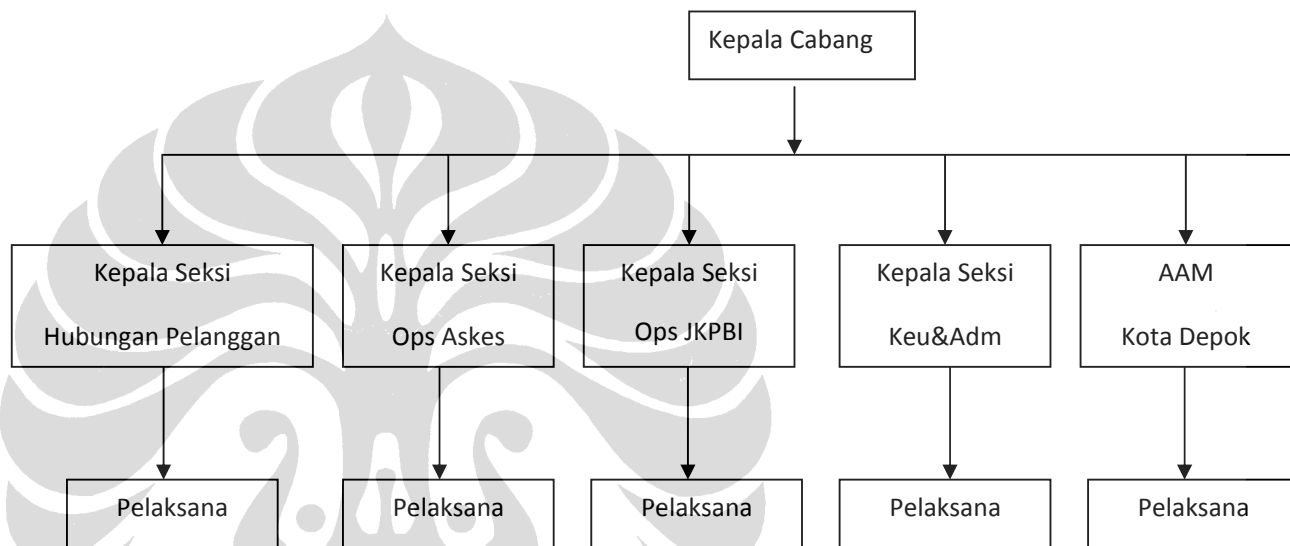 Kepala Cabang
Kepala Seksi
Hubungan Pelanggan
Kepala Seksi
Ops Askes
Kepala Seksi
Ops JKPBI
Kepala Seksi
Keu&Adm
AAM
Kota Depok
Pelaksana
Pelaksana
Pelaksana
Pelaksana
Pelaksana